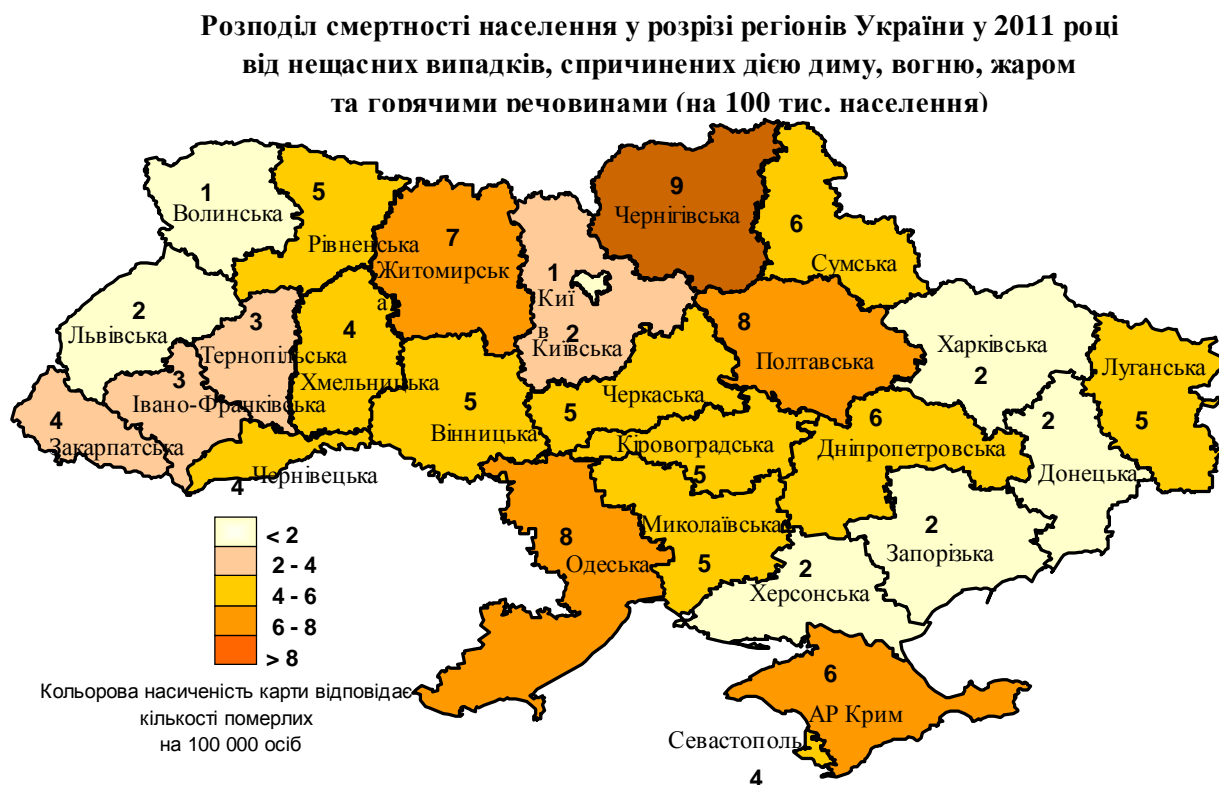 Розподіл смертності населення у розрізі регіонів України у 2011 році
від нещасних випадків, спричинених дією диму, вогню, жаром
та горячими речовинами (на 100 тис. населення)
1
Волинська
5
Рівненська
7
Житомирськ
а
1
Киї
в
2
Київська
9
Чернігівська
6
Сумська
2
Львівська
3
Тернопільська
4
Хмельницька
3
Івано-Франківська
4
Закарпатська
4
Чернівецька
5
Вінницька
5
Черкаська
8
Полтавська
Харківська
2
Луганська
5
5
Кіровоградська
6
Дніпропетровська
2
Донецька
8
Одеська
Миколаївська
5
2
Херсонська
2
Запорізька
6
АР Крим
Севастополь
4
< 2
2 - 4
4 - 6
6 - 8
> 8
Кольорова насиченість карти відповідає
кількості померлих
на 100 000 осіб